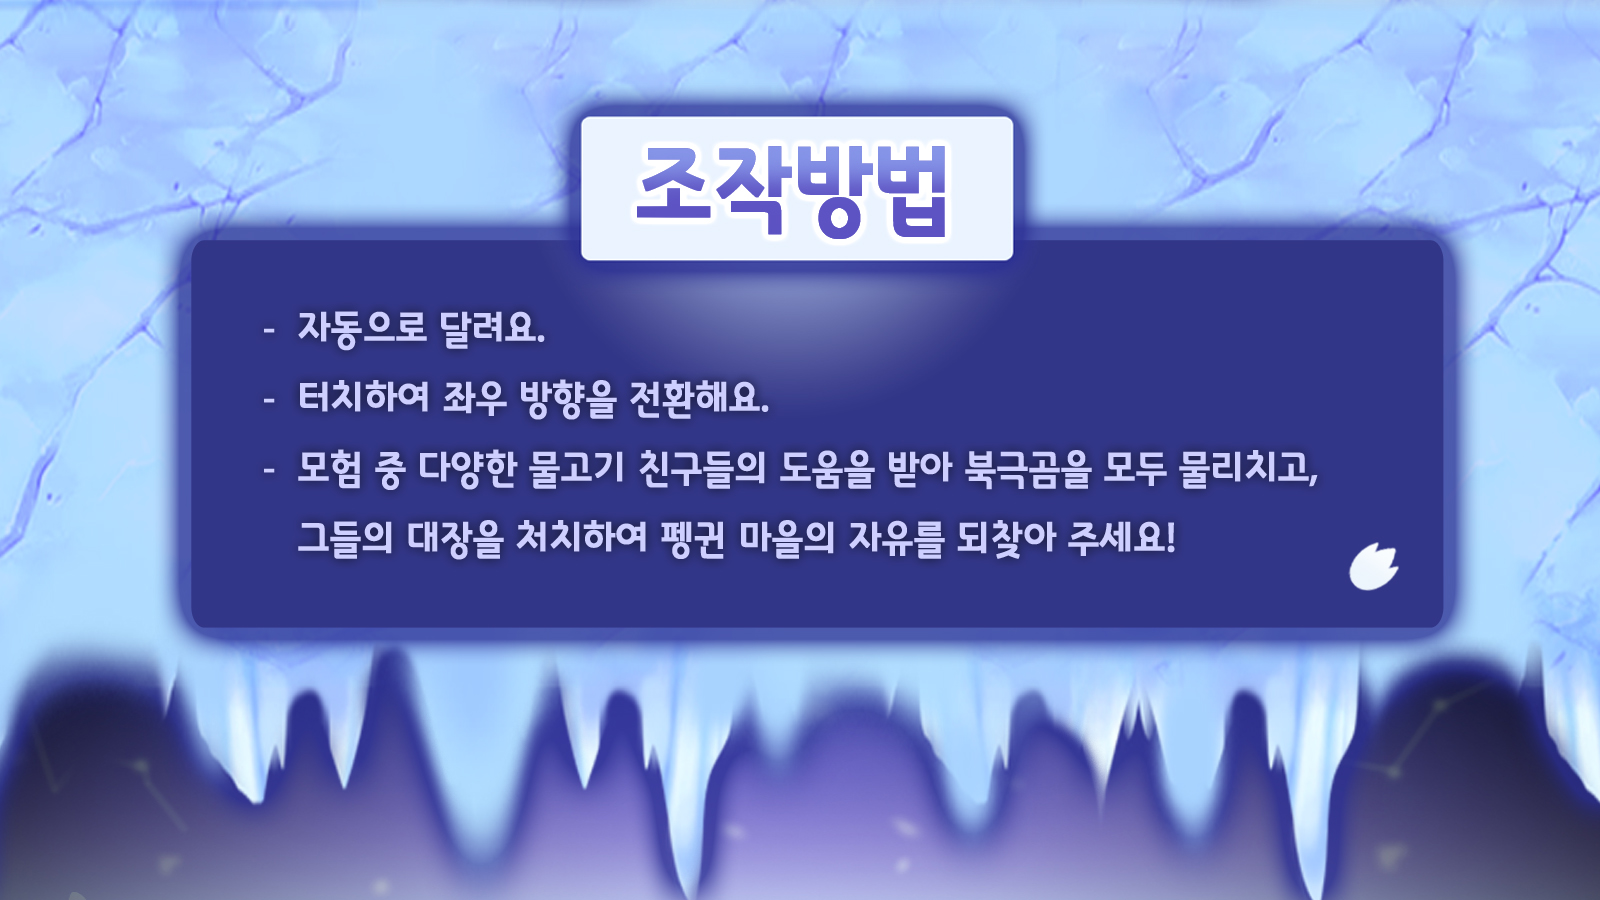 조작방법
- 자동으로 달려요.
- 터치하여 좌우 방향을 전환해요.
- 모험 중 다양한 물고기 친구들의 도움을 받아 북극곰을 모두 물리치고,
그들의 대장을 처치하여 펭귄 마을의 자유를 되찾아 주세요!